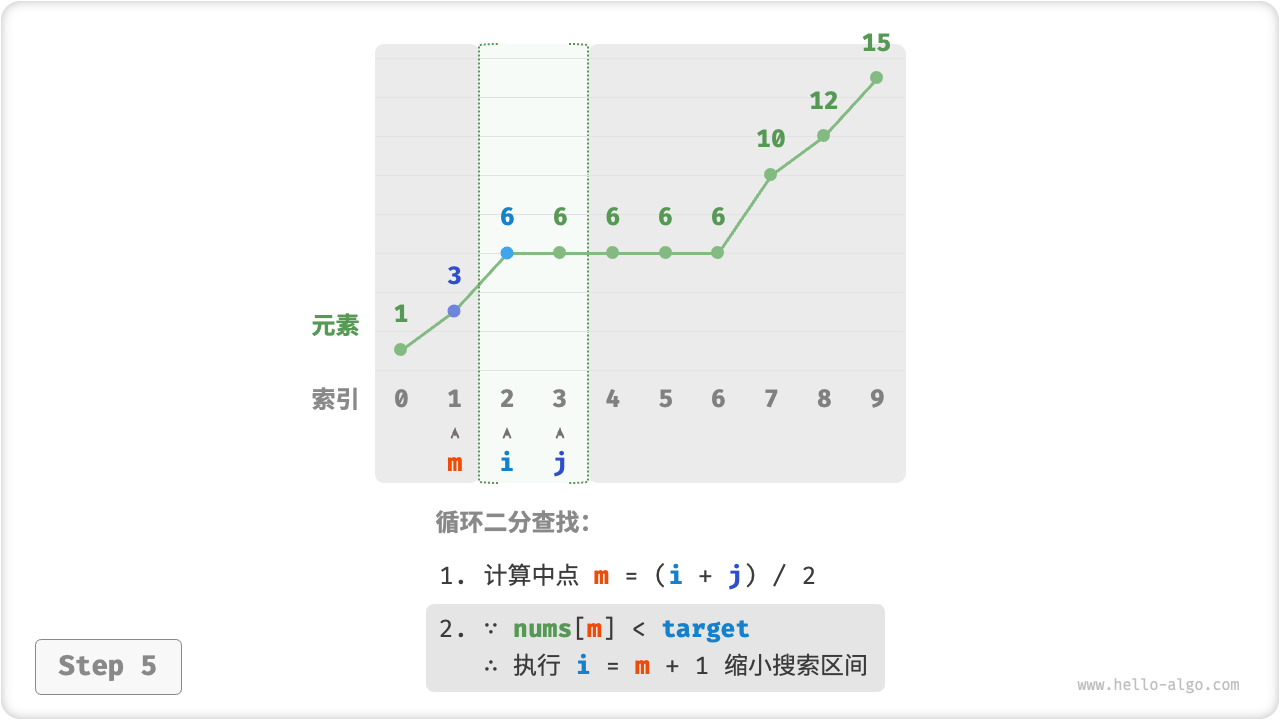 15
12
10
6 6 6 6 6
3
1
元素
索引 0 1 2 3 4 5 6 7 8 9
m i j
循环二分查找：
1. 计算中点 m = (i + j) / 2
2. ∵ nums[m] < target
∴ 执行 i = m + 1 缩小搜索区间
Step 5
www.hello-algo.com